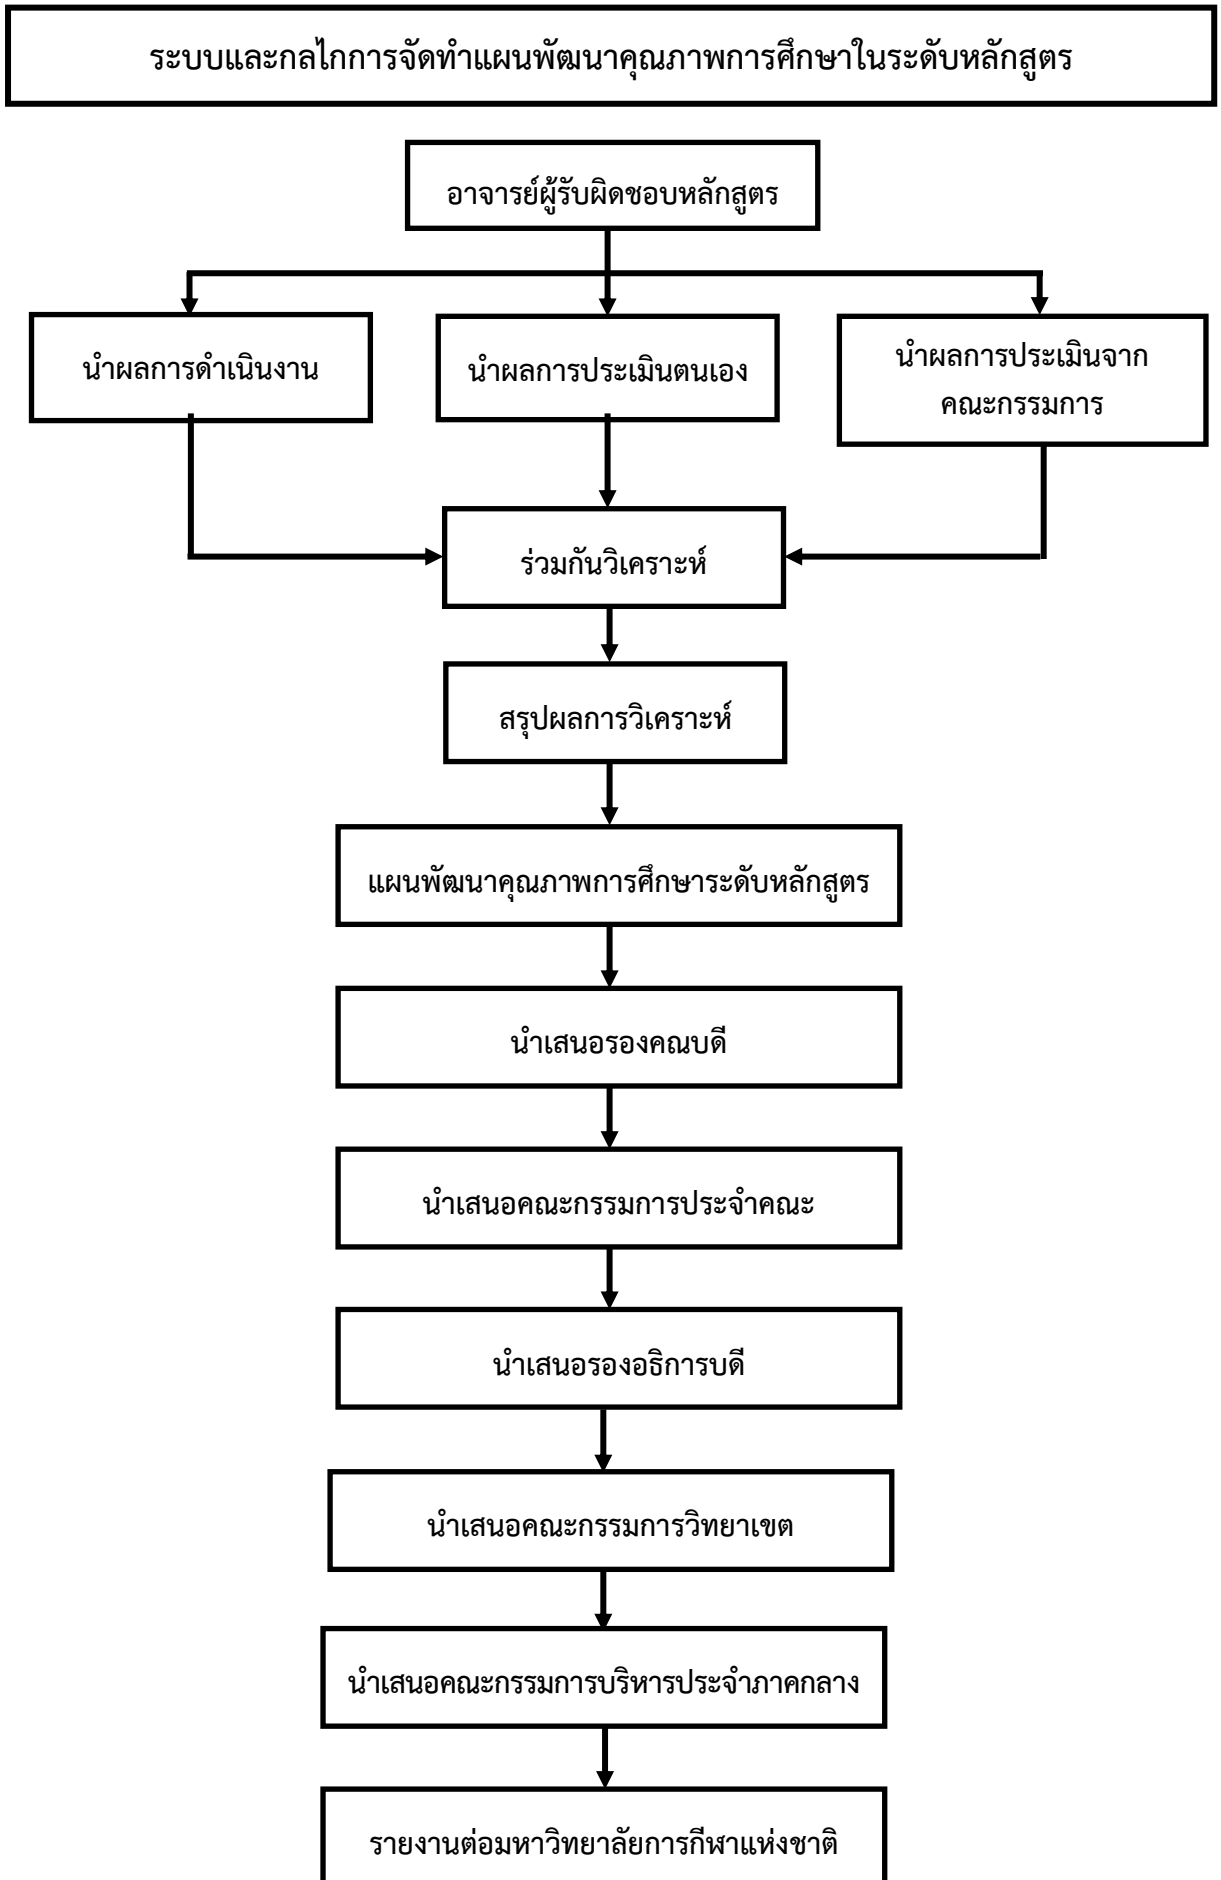 ระบบและกลไกการจัดทำแผนพัฒนาคุณภาพการศึกษาในระดับหลักสูตร
อาจารย์ผู้รับผิดชอบหลักสูตร
นำผลการดำเนินงาน
นำผลการประเมินตนเอง
นำผลการประเมินจาก
คณะกรรมการ
ร่วมกันวิเคราะห์
สรุปผลการวิเคราะห์
แผนพัฒนาคุณภาพการศึกษาระดับหลักสูตร
นำเสนอรองคณบดี
นำเสนอคณะกรรมการประจำคณะ
นำเสนอรองอธิการบดี
นำเสนอคณะกรรมการวิทยาเขต
นำเสนอคณะกรรมการบริหารประจำภาคกลาง
รายงานต่อมหาวิทยาลัยการกีฬาแห่งชาติ